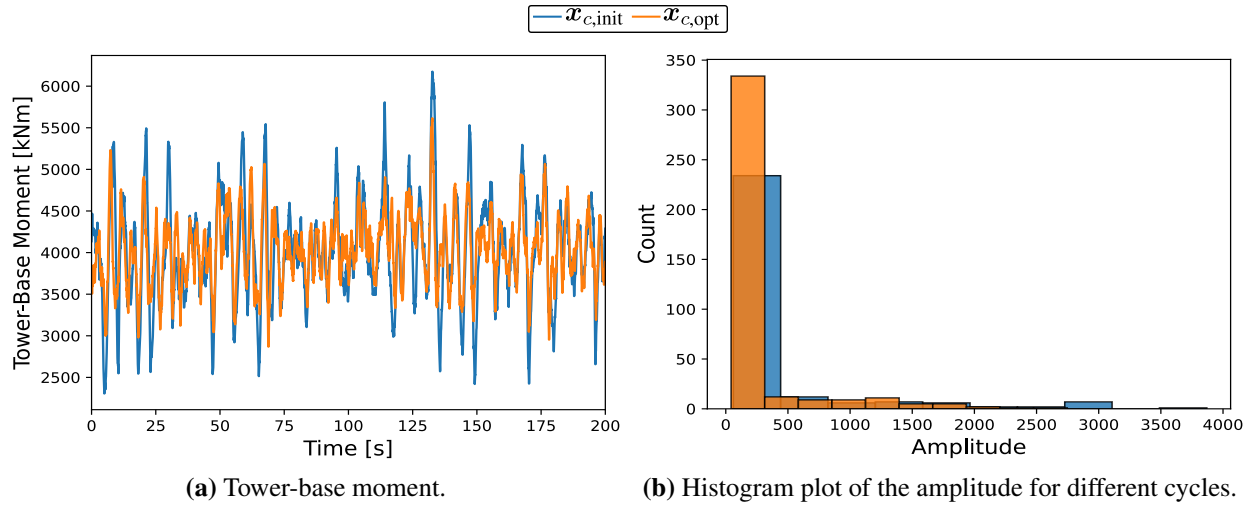 x_{c,init} x_{c,opt}
Tower-Base Moment [kNm]
6000
5500
5000
4500
4000
3500
3000
2500
0 25 50 75 100 125 150 175 200
Time [s]
(a) Tower-base moment.
Count
350
300
250
200
150
100
50
0
0 500 1000 1500 2000 2500 3000 3500 4000
Amplitude
(b) Histogram plot of the amplitude for different cycles.